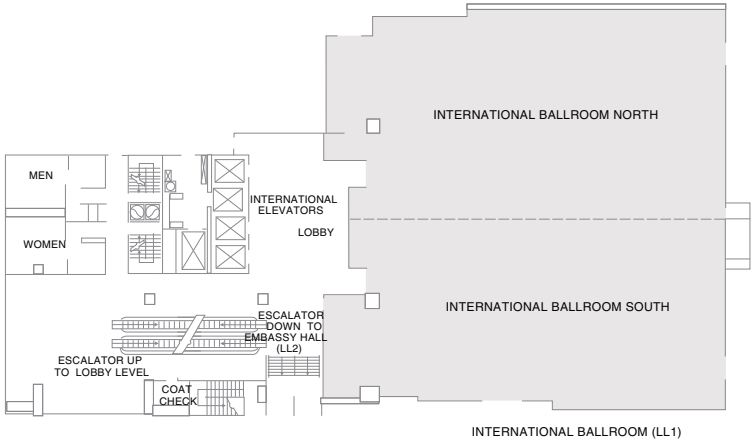 INTERNATIONAL BALLROOM NORTH
MEN
INTERNATIONAL
ELEVATORS
LOBBY
WOMEN
INTERNATIONAL BALLROOM SOUTH
ESCALATOR
DOWN TO
EMBASSY HALL
(LL2)
ESCALATOR UP
TO LOBBY LEVEL
COAT
CHECK
INTERNATIONAL BALLROOM (LL1)